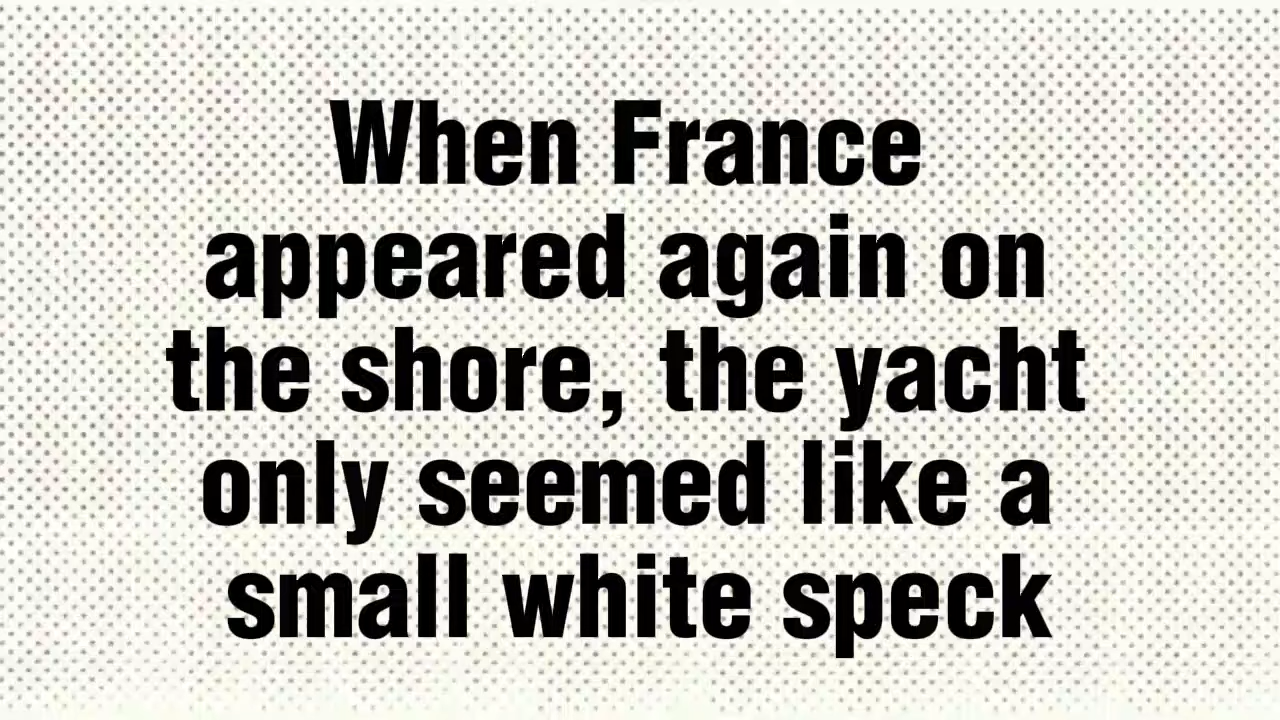 When France
appeared again on
the shore, the yacht
only seemed like a
small white speck